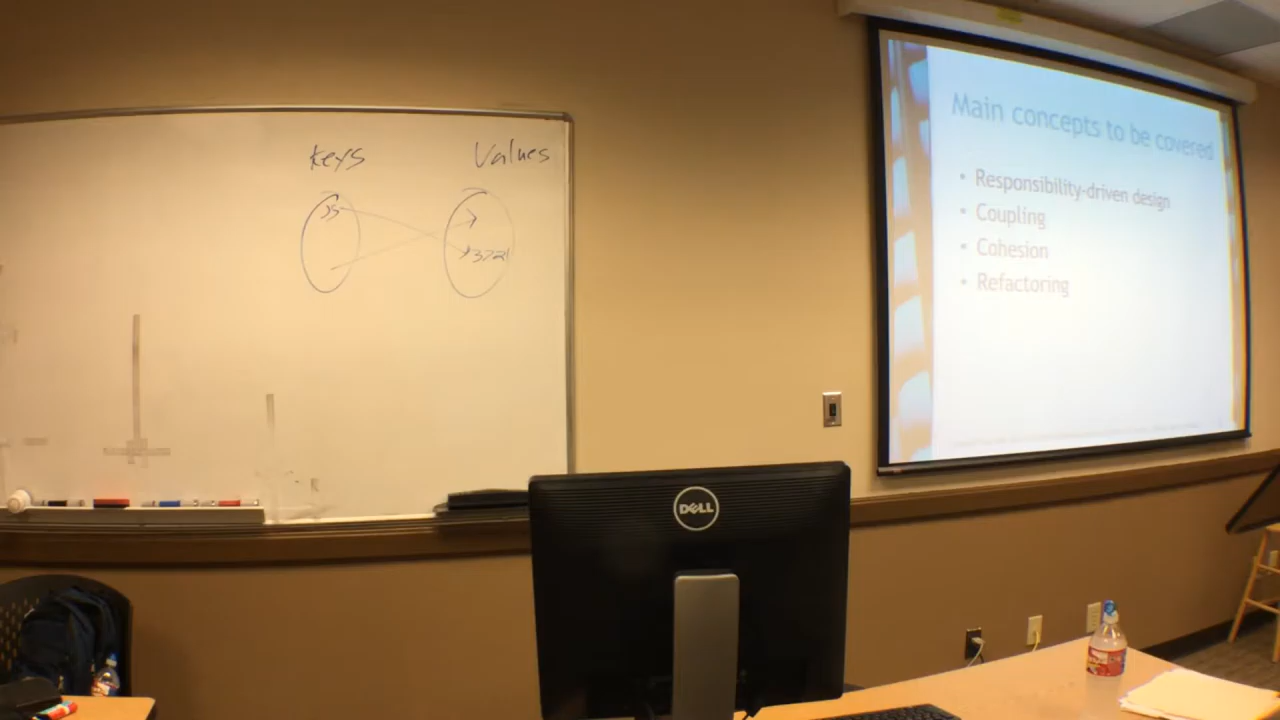 Keys
Values
35
3721
Main concepts to be covered
• Responsibility-driven design
• Coupling
• Cohesion
• Refactoring
DELL